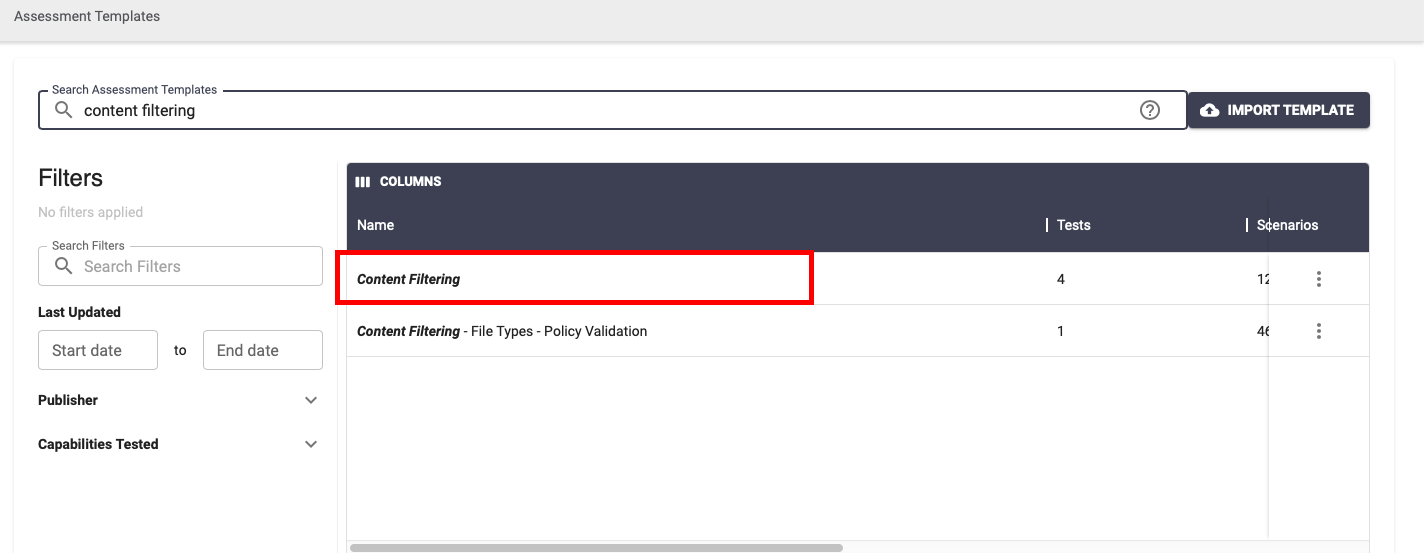 Assessment Templates
Search Assessment Templates
content filtering
IMPORT TEMPLATE
Filters
No filters applied
Search Filters
Search Filters
Last Updated
Start date to End date
Publisher
Capabilities Tested
COLUMNS
Name Tests Scenarios
Content Filtering 4 12
Content Filtering - File Types - Policy Validation 1 46